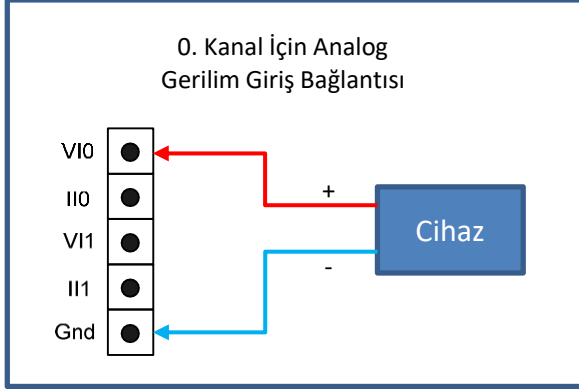 0. Kanal İçin Analog
Gerilim Giriş Bağlantısı
VI0
II0
VI1
II1
Gnd
+
-
Cihaz